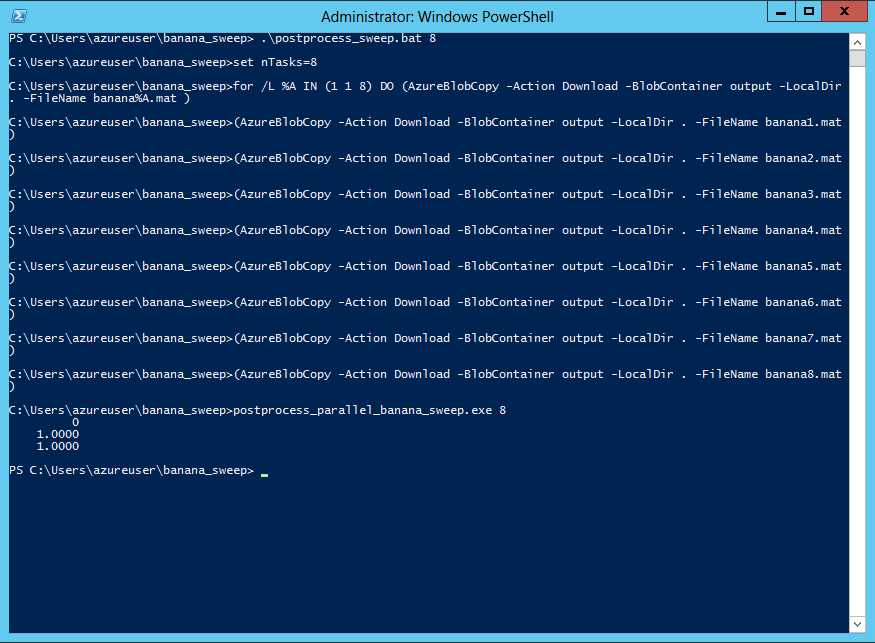 Administrator: Windows PowerShell
PS C:\Users\azureuser\banana_sweep> .\postprocess_sweep.bat 8
C:\Users\azureuser\banana_sweep>set nTasks=8
C:\Users\azureuser\banana_sweep>for /L %A IN (1 1 8) DO (AzureBlobCopy -Action Download -BlobContainer output -LocalDir
. -FileName banana%A.mat )
C:\Users\azureuser\banana_sweep>(AzureBlobCopy -Action Download -BlobContainer output -LocalDir . -FileName banana1.mat
)
C:\Users\azureuser\banana_sweep>(AzureBlobCopy -Action Download -BlobContainer output -LocalDir . -FileName banana2.mat
)
C:\Users\azureuser\banana_sweep>(AzureBlobCopy -Action Download -BlobContainer output -LocalDir . -FileName banana3.mat
)
C:\Users\azureuser\banana_sweep>(AzureBlobCopy -Action Download -BlobContainer output -LocalDir . -FileName banana4.mat
)
C:\Users\azureuser\banana_sweep>(AzureBlobCopy -Action Download -BlobContainer output -LocalDir . -FileName banana5.mat
)
C:\Users\azureuser\banana_sweep>(AzureBlobCopy -Action Download -BlobContainer output -LocalDir . -FileName banana6.mat
)
C:\Users\azureuser\banana_sweep>(AzureBlobCopy -Action Download -BlobContainer output -LocalDir . -FileName banana7.mat
)
C:\Users\azureuser\banana_sweep>(AzureBlobCopy -Action Download -BlobContainer output -LocalDir . -FileName banana8.mat
)
C:\Users\azureuser\banana_sweep>postprocess_parallel_banana_sweep.exe 8
0
1.0000
1.0000
PS C:\Users\azureuser\banana_sweep>